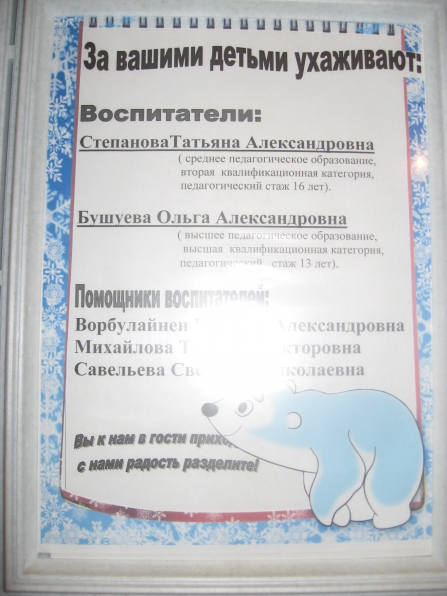 За вашими детьми ухаживают:
Воспитатели:
СтепановаТатьяна Александровна
( среднее педагогическое образование,
вторая квалификационная категория,
педагогический стаж 16 лет).
Бушуева Ольга Александровна
( высшее педагогическое образование,
высшая квалификационная категория,
педагогический стаж 13 лет).
Помощники воспитателей:
Ворбулайнен Александровна
Михайлова
Савельева
Вы к нам в гости
с нами радость разделите!